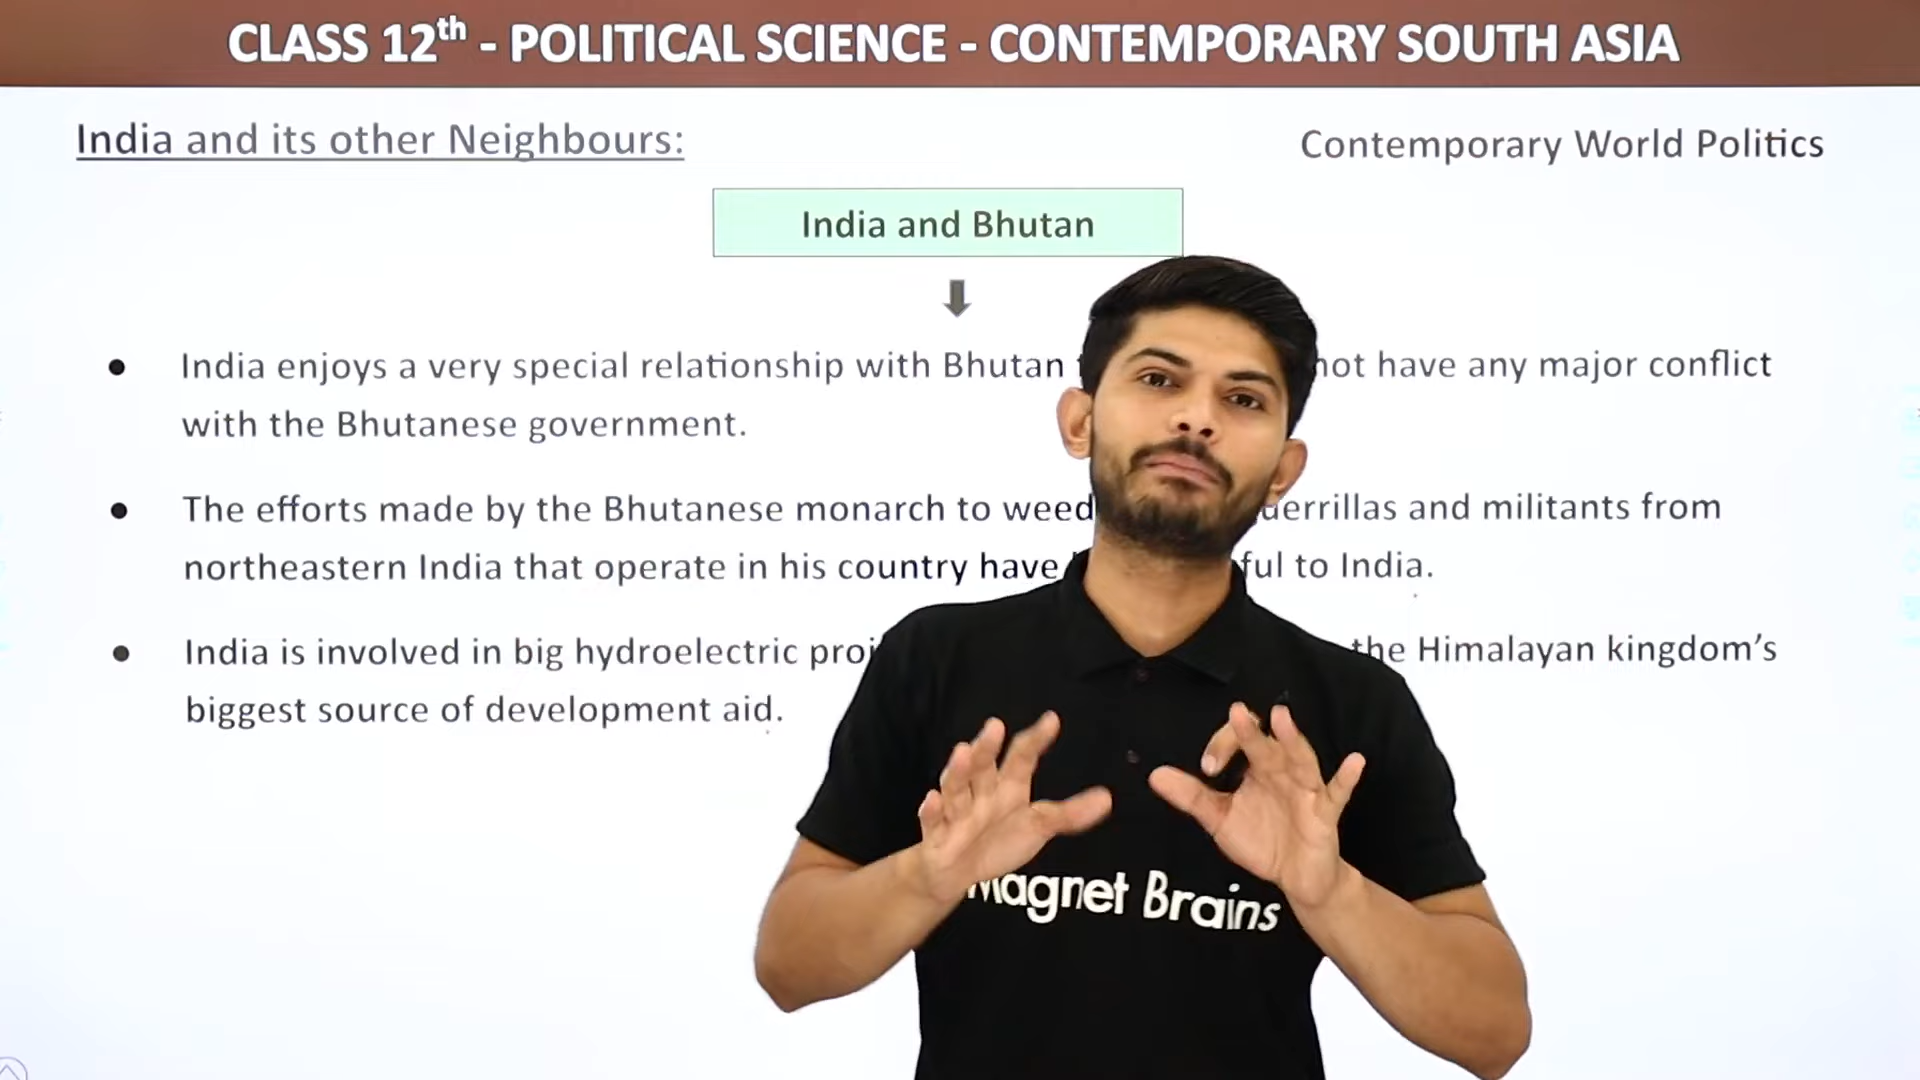 CLASS 12th - POLITICAL SCIENCE - CONTEMPORARY SOUTH ASIA
India and its other Neighbours:
Contemporary World Politics
India and Bhutan
India enjoys a very special relationship with Bhutan not have any major conflict
with the Bhutanese government.
The efforts made by the Bhutanese monarch to weed and militants from
northeastern India that operate in his country have to India.
India is involved in big hydroelectric the Himalayan kingdom's
biggest source of development aid.
Magnet Brains